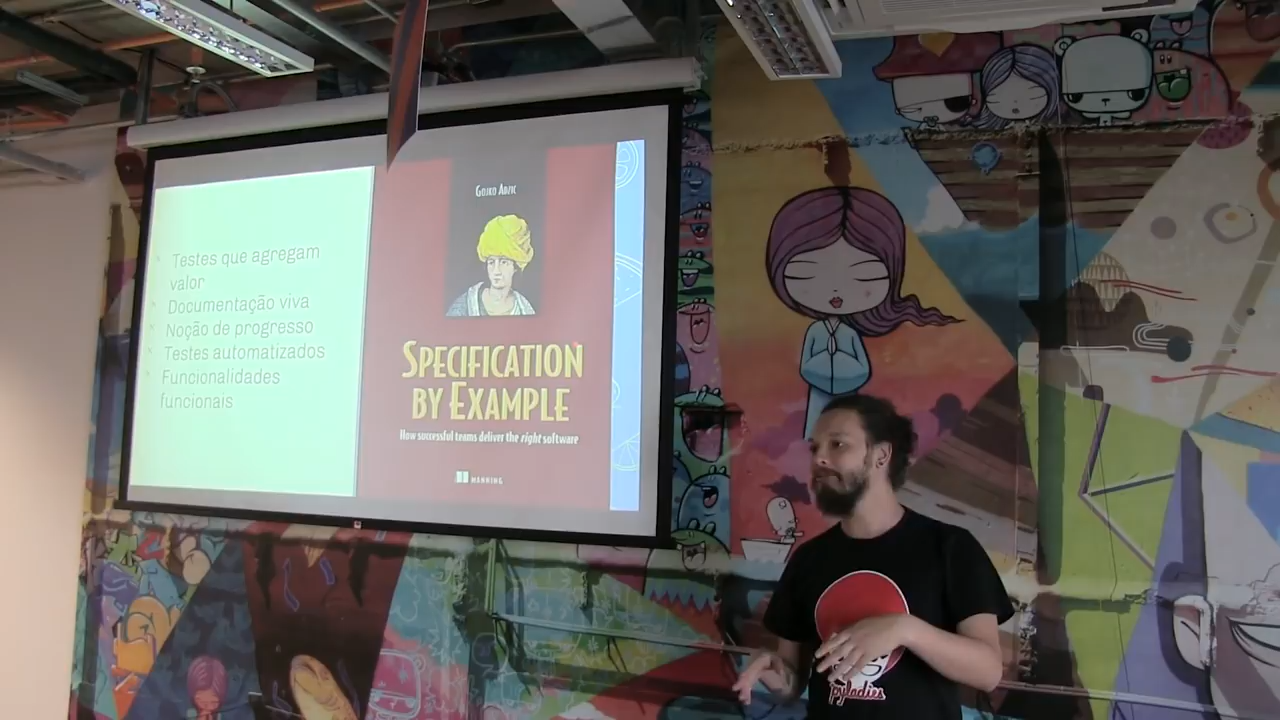 Testes que agregam
valor
Documentação viva
Noção de progresso
Testes automatizados
Funcionalidades
funcionais
Gojko Adzic
SPECIFICATION
BY EXAMPLE
How successful teams deliver the right software
MANNING
pyladies